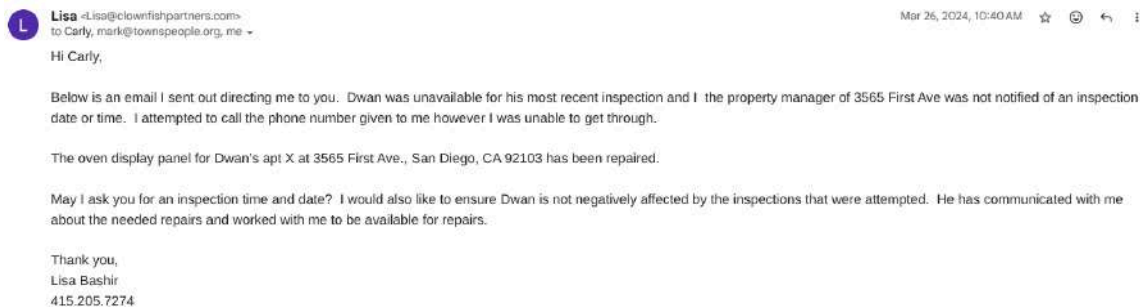 L
Lisa <Lisa@clownfishpartners.com>
Mar 26, 2024, 10:40 AM
to Carly, mark@townspeople.org, me
Hi Carly,
Below is an email I sent out directing me to you.  Dwan was unavailable for his most recent inspection and I  the property manager of 3565 First Ave was not notified of an inspection
date or time.  I attempted to call the phone number given to me however I was unable to get through.
The oven display panel for Dwan's apt X at 3565 First Ave., San Diego, CA 92103 has been repaired.
May I ask you for an inspection time and date?  I would also like to ensure Dwan is not negatively affected by the inspections that were attempted.  He has communicated with me
about the needed repairs and worked with me to be available for repairs.
Thank you,
Lisa Bashir
415.205.7274